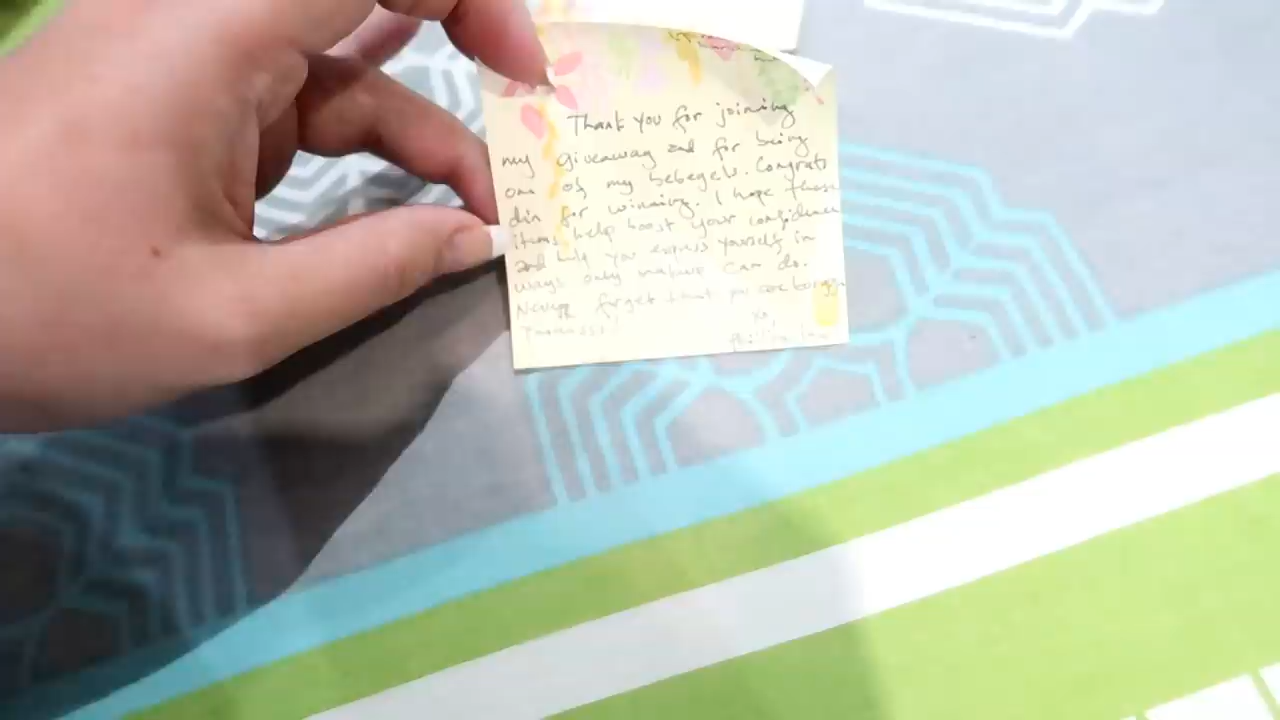 Thank you for joining
my giveaway and for being
one of my bebegels. Congrats
din for winning. I hope these
items help boost your confidence
and help you express yourself in
ways only makeup can do.
Never forget that you are
xo,